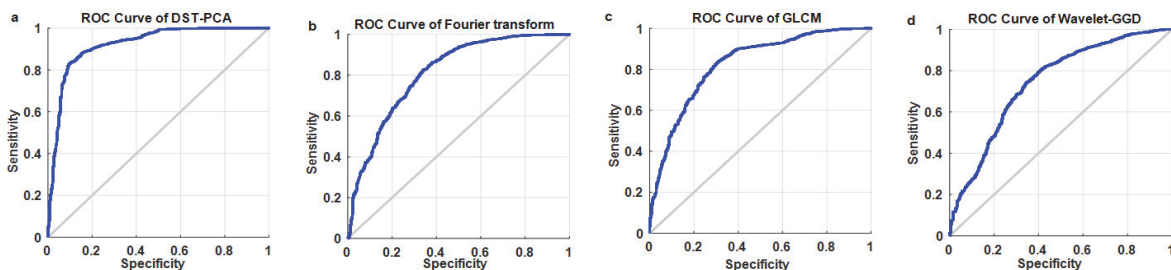 a
ROC Curve of DST-PCA
1
0.8
0.6
0.4
0.2
0
0.2
0.4
0.6
0.8
1
Sensitivity
Specificity
b
ROC Curve of Fourier transform
1
0.8
0.6
0.4
0.2
0
0
0.2
0.4
0.6
0.8
1
Sensitivity
Specificity
c
ROC Curve of GLCM
1
0.8
0.6
0.4
0.2
0
0
0.2
0.4
0.6
0.8
1
Sensitivity
Specificity
d
ROC Curve of Wavelet-GGD
1
0.8
0.6
0.4
0.2
0
0
0.2
0.4
0.6
0.8
1
Sensitivity
Specificity